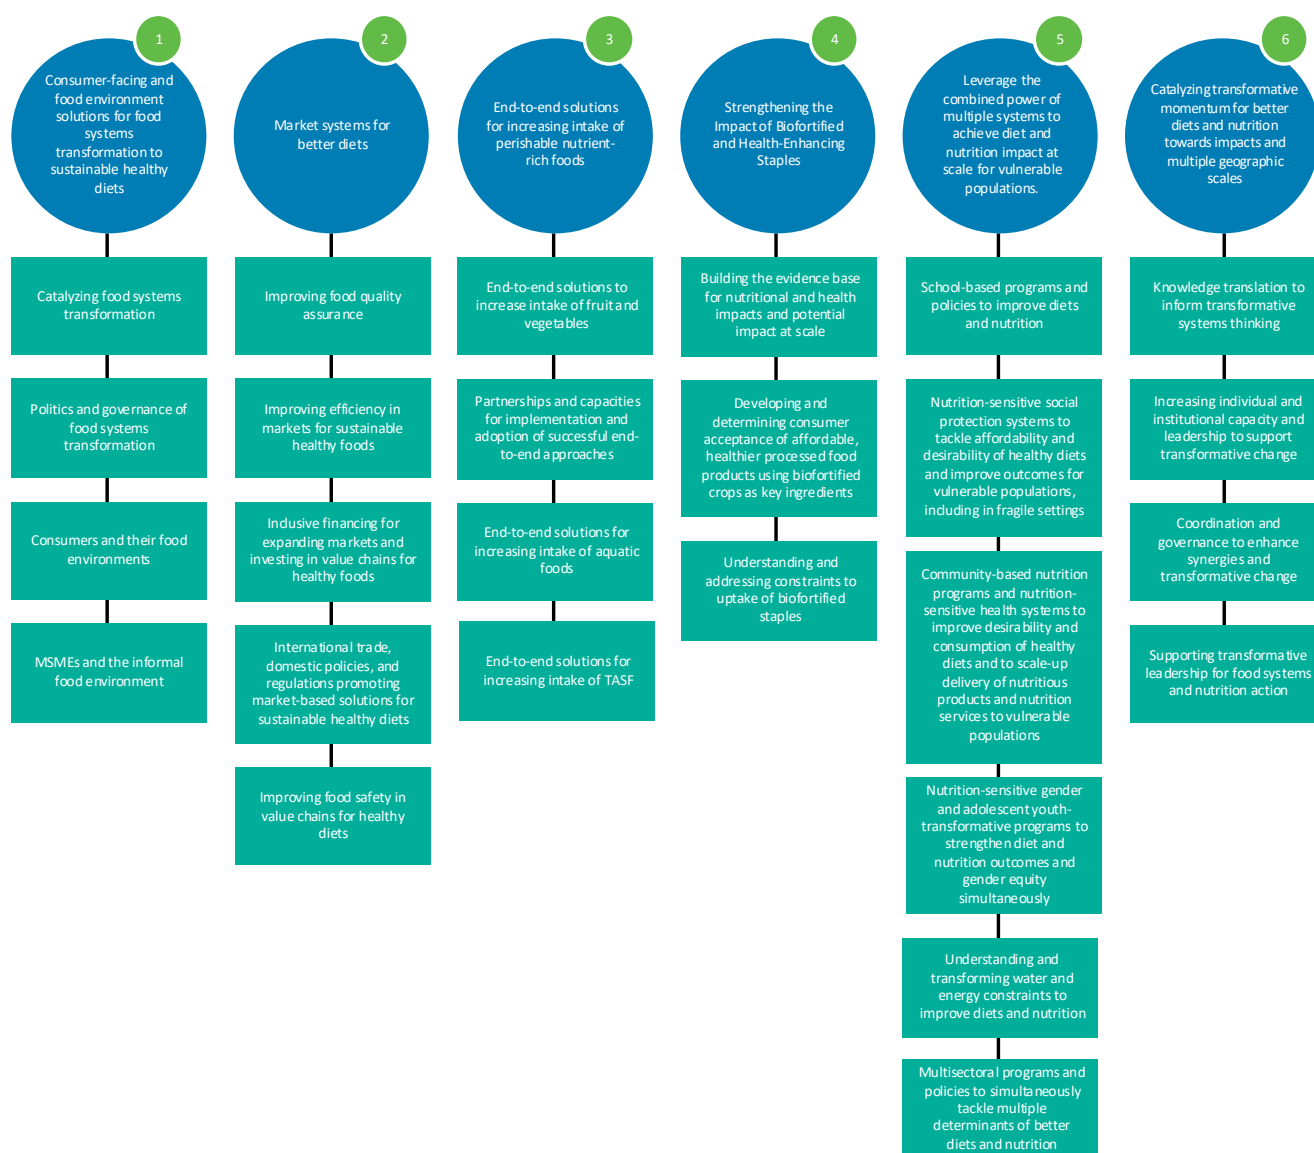 1
Consumer-facing and
food environment
solutions for food
systems
transformation to
sustainable healthy
diets
Catalyzing food systems
transformation
Politics and governance of
food systems
transformation
Consumers and their food
environments
MSMEs and the informal
food environment
2
Market systems for
better diets
Improving food quality
assurance
Improving efficiency in
markets for sustainable
healthy foods
Inclusive financing for
expanding markets and
investing in value chains for
healthy foods
International trade,
domestic policies, and
regulations promoting
market-based solutions for
sustainable healthy diets
Improving food safety in
value chains for healthy
diets
3
End-to-end solutions
for increasing intake of
perishable nutrient-
rich foods
End-to-end solutions to
increase intake of fruit and
vegetables
Partnerships and capacities
for implementation and
adoption of successful end-
to-end approaches
End-to-end solutions for
increasing intake of aquatic
foods
End-to-end solutions for
increasing intake of TASF
4
Strengthening the
Impact of Biofortified
and Health-Enhancing
Staples
Building the evidence base
for nutritional and health
impacts and potential
impact at scale
Developing and
determining consumer
acceptance of affordable,
healthier processed food
products using biofortified
crops as key ingredients
Understanding and
addressing constraints to
uptake of biofortified
staples
5
Leverage the
combined power of
multiple systems to
achieve diet and
nutrition impact at
scale for vulnerable
populations.
School-based programs and
policies to improve diets
and nutrition
Nutrition-sensitive social
protection systems to
tackle affordability and
desirability of healthy diets
and improve outcomes for
vulnerable populations,
including in fragile settings
Community-based nutrition
programs and nutrition-
sensitive health systems to
improve desirability and
consumption of healthy
diets and to scale-up
delivery of nutritious
products and nutrition
services to vulnerable
populations
Nutrition-sensitive gender
and adolescent youth-
transformative programs to
strengthen diet and
nutrition outcomes and
gender equity
simultaneously
Understanding and
transforming water and
energy constraints to
improve diets and nutrition
Multisectoral programs and
policies to simultaneously
tackle multiple
determinants of better
diets and nutrition
6
Catalyzing transformative
momentum for better
diets and nutrition
towards impacts and
multiple geographic
scales
Knowledge translation to
inform transformative
systems thinking
Increasing individual and
institutional capacity and
leadership to support
transformative change
Coordination and
governance to enhance
synergies and
transformative change
Supporting transformative
leadership for food systems
and nutrition action